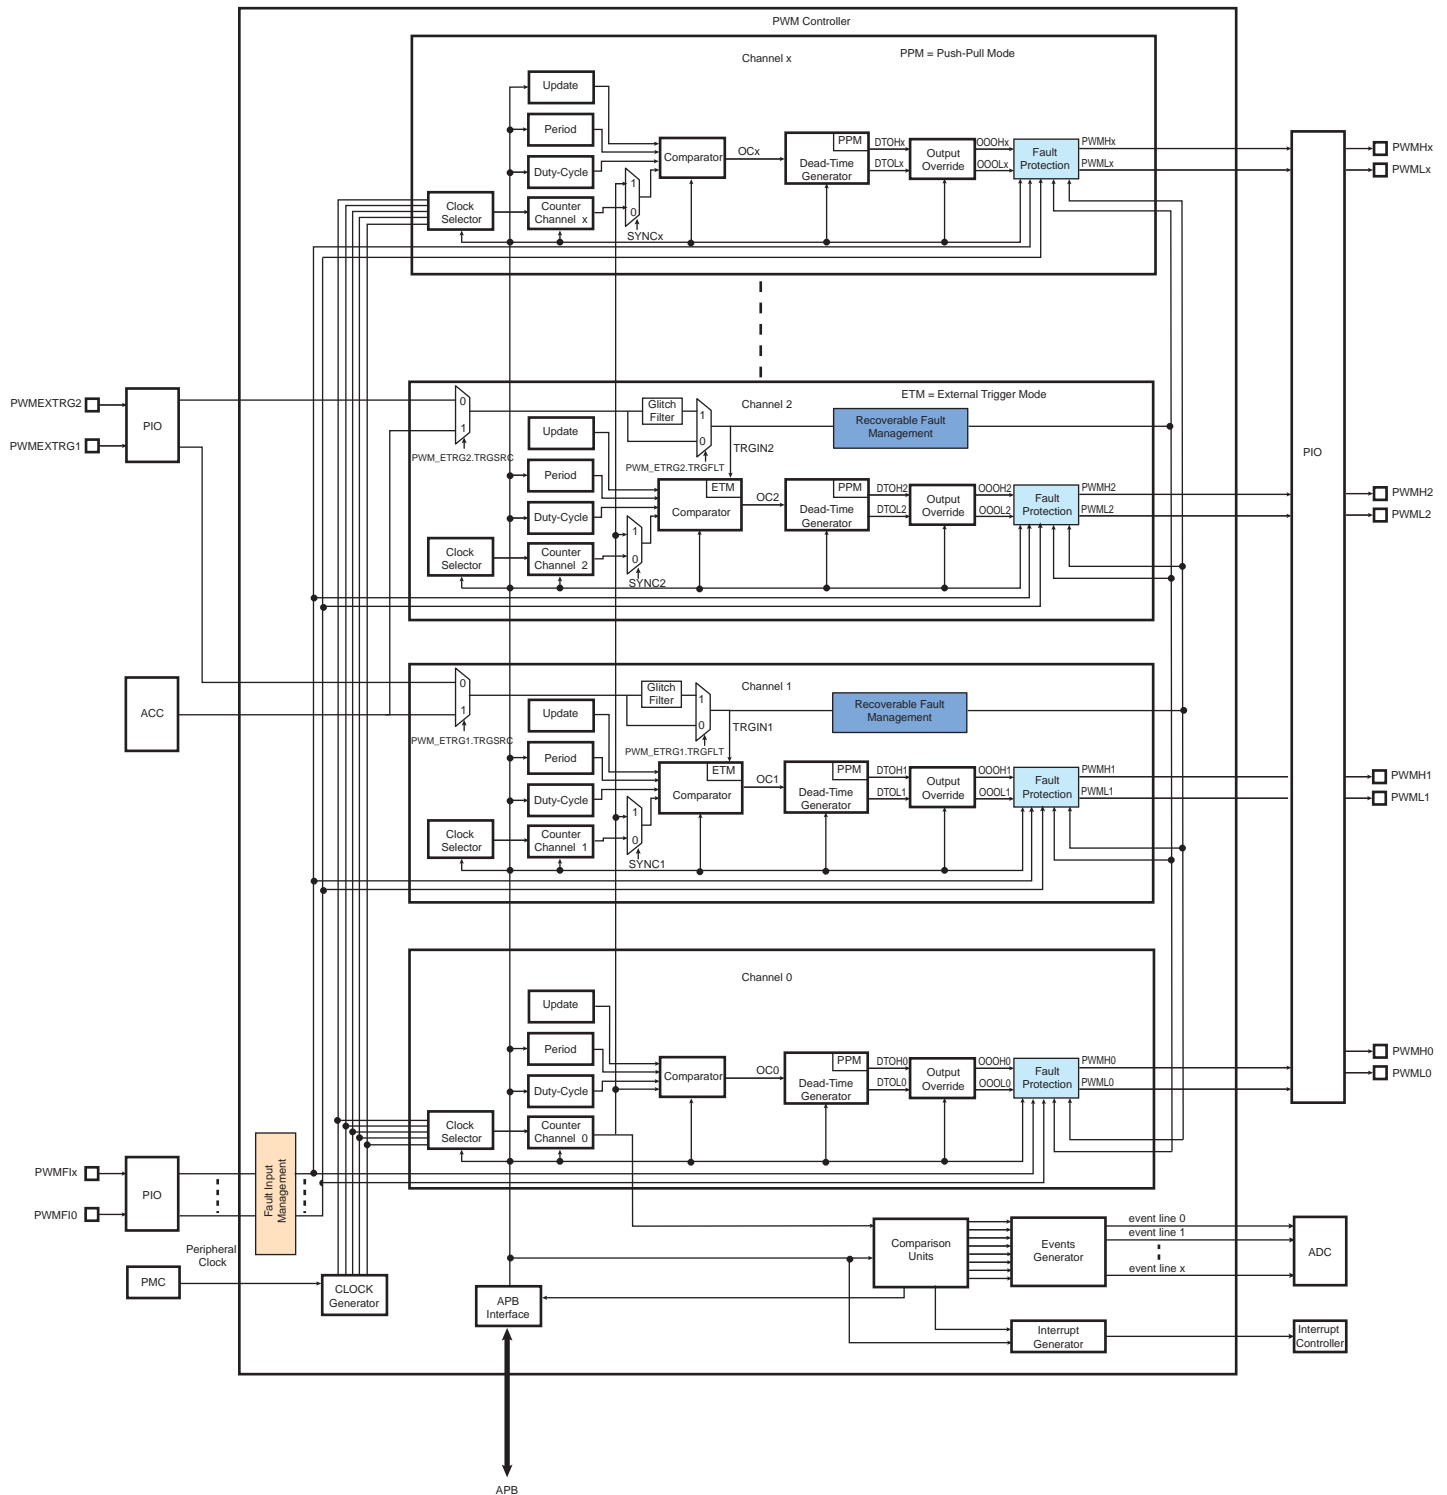 PWM Controller
Channel x
PPM = Push-Pull Mode
Update
Period
Comparator
OCx
PPM
Dead-Time
Generator
DTOHx
DTOLx
Output
Override
OOOHx
OOOLx
Fault
Protection
PWMHx
PWMLx
PWMHx
PWMLx
Duty-Cycle
Clock
Selector
Counter
Channel x
1
0
SYNCx
PWMEXTRG2
PWMEXTRG1
PIO
0
1
PWM_ETRG2.TRGSRC
Glitch
Filter
1
0
PWM_ETRG2.TRGFLT
Channel 2
ETM = External Trigger Mode
TRGIN2
Recoverable Fault
Management
PIO
Update
Period
Duty-Cycle
Clock
Selector
Counter
Channel 2
1
0
SYNC2
ETM
Comparator
OC2
PPM
Dead-Time
Generator
DTOH2
DTOL2
Output
Override
OOOH2
OOOL2
Fault
Protection
PWMH2
PWML2
PWMH2
PWML2
ACC
0
1
PWM_ETRG1.TRGSRC
Glitch
Filter
1
0
PWM_ETRG1.TRGFLT
Channel 1
TRGIN1
Recoverable Fault
Management
Update
Period
Duty-Cycle
Clock
Selector
Counter
Channel 1
1
0
SYNC1
ETM
Comparator
OC1
PPM
Dead-Time
Generator
DTOH1
DTOL1
Output
Override
OOOH1
OOOL1
Fault
Protection
PWMH1
PWML1
PWMH1
PWML1
Channel 0
Update
Period
Duty-Cycle
Clock
Selector
Counter
Channel 0
Comparator
OC0
PPM
Dead-Time
Generator
DTOH0
DTOL0
Output
Override
OOOH0
OOOL0
Fault
Protection
PWMH0
PWML0
PWMH0
PWML0
PWMFIx
PWMFI0
PIO
Fault Input
Management
Peripheral
Clock
PMC
CLOCK
Generator
APB
Interface
Comparison
Units
Events
Generator
event line 0
event line 1
event line x
ADC
Interrupt
Generator
Interrupt
Controller
APB